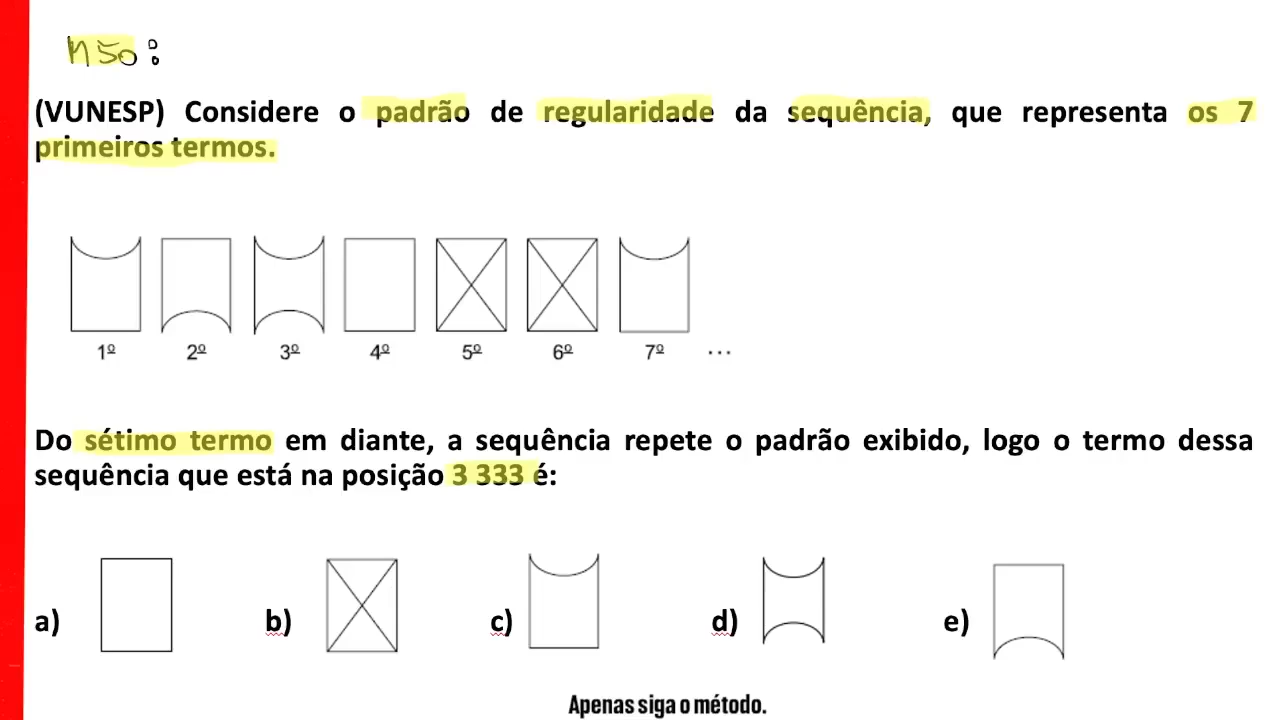 n50:
(VUNESP) Considere o padrão de regularidade da sequência, que representa os 7
primeiros termos.
1º 2º 3º 4º 5º 6º 7º ...
Do sétimo termo em diante, a sequência repete o padrão exibido, logo o termo dessa
sequência que está na posição 3 333 é:
a) b) c) d) e)
Apenas siga o método.